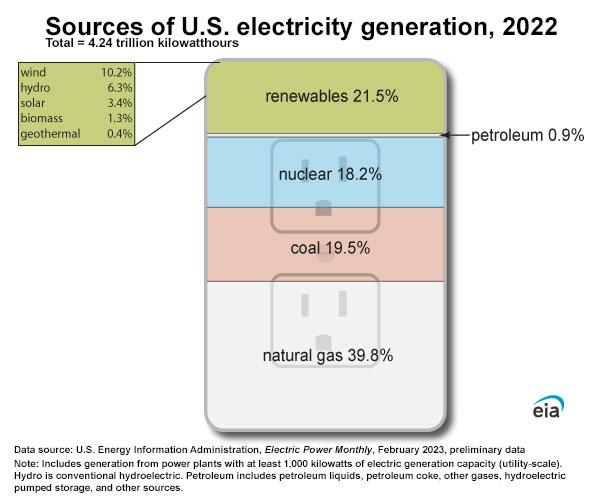 Sources of U.S. electricity generation, 2022
Total = 4.24 trillion kilowatthours
wind 10.2%
hydro 6.3%
solar 3.4%
biomass 1.3%
geothermal 0.4%
renewables 21.5%
petroleum 0.9%
nuclear 18.2%
coal 19.5%
natural gas 39.8%
eia
Data source: U.S. Energy Information Administration, Electric Power Monthly, February 2023, preliminary data
Note: Includes generation from power plants with at least 1,000 kilowatts of electric generation capacity (utility-scale).
Hydro is conventional hydroelectric. Petroleum includes petroleum liquids, petroleum coke, other gases, hydroelectric
pumped storage, and other sources.